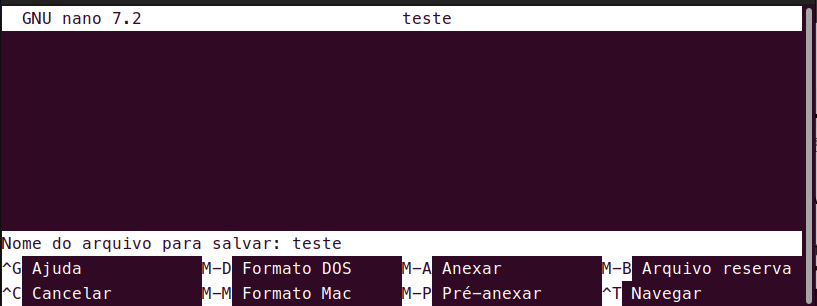 GNU nano 7.2 teste
Nome do arquivo para salvar: teste
^G Ajuda M-D Formato DOS M-A Anexar M-B Arquivo reserva
^C Cancelar M-M Formato Mac M-P Pré-anexar ^T Navegar